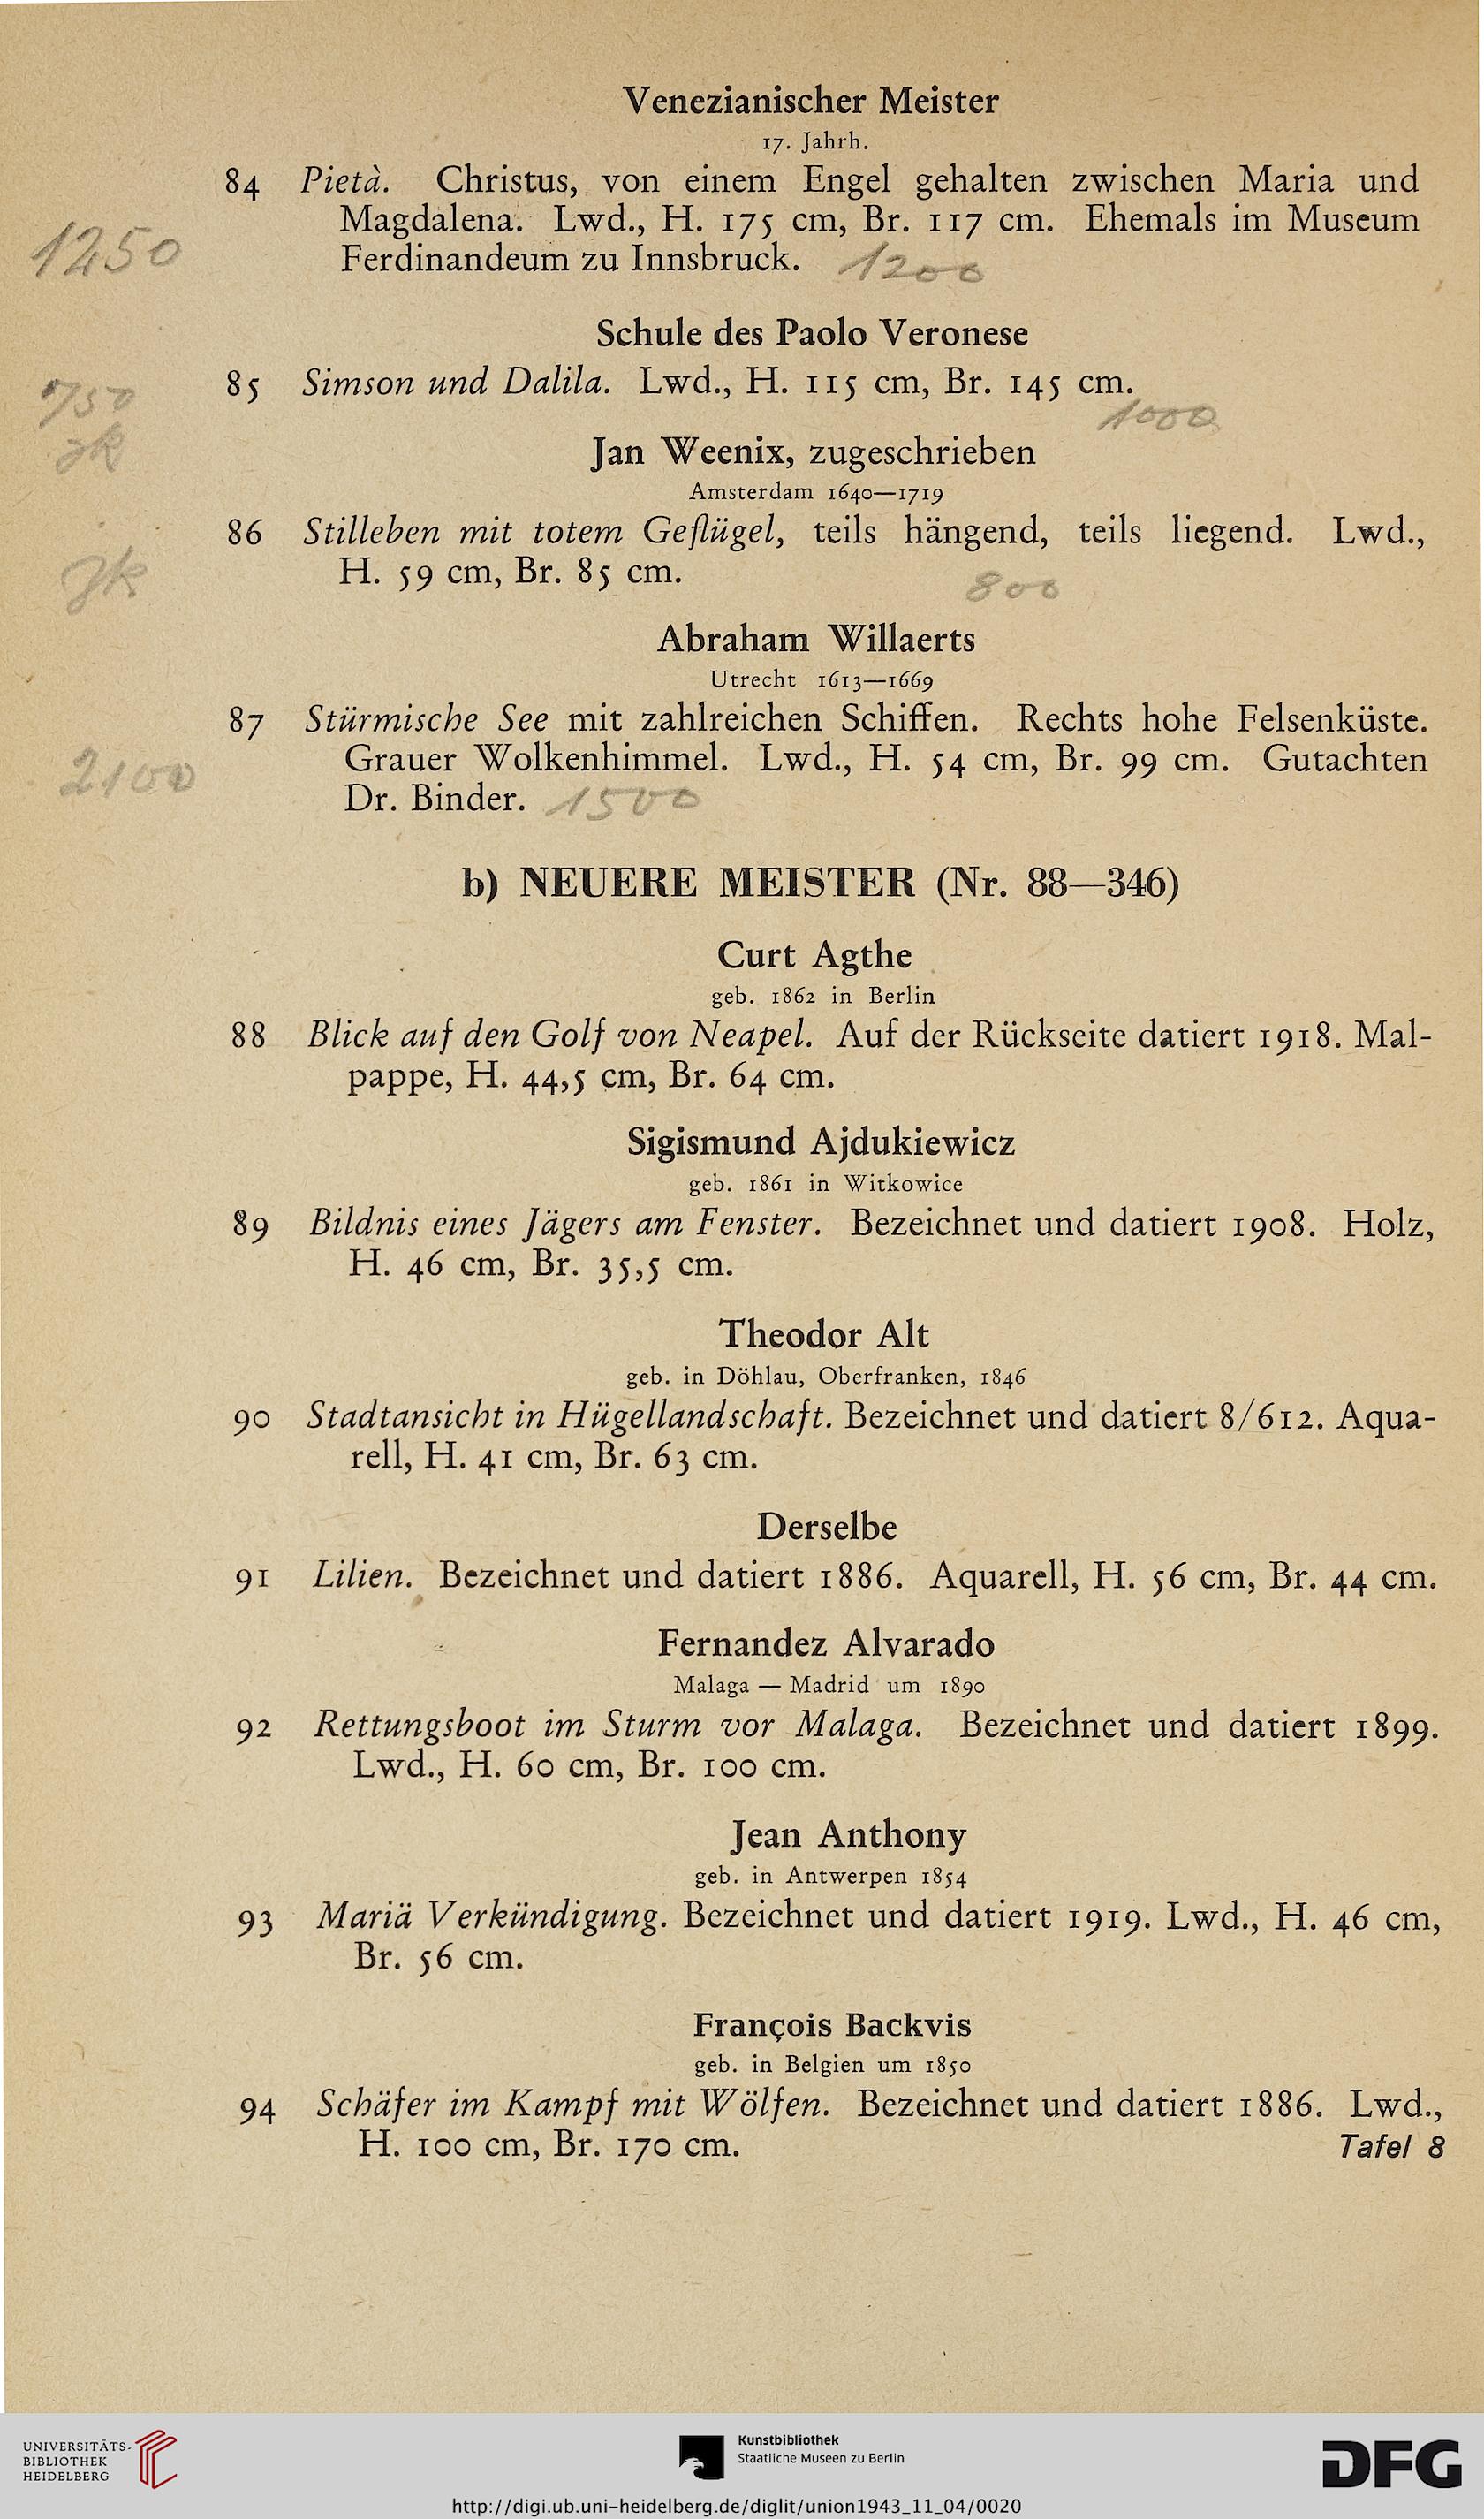 Venezianischer Meister
17. Jahrh.
84 Pietà. Christus, von einem Engel gehalten zwischen Maria und
Magdalena. Lwd., H. 175 cm, Br. 117 cm. Ehemals im Museum
1250 Ferdinandeum zu Innsbruck. 1200
Schule des Paolo Veronese
85 Simson und Dalila. Lwd., H. 115 cm, Br. 145 cm.
750
1000
Jan Weenix, zugeschrieben
Amsterdam 1640—1719
86 Stilleben mit totem Geflügel, teils hängend, teils liegend. Lwd.,
H. 59 cm, Br. 85 cm. 800
Abraham Willaerts
Utrecht 1613—1669
87 Stürmische See mit zahlreichen Schiffen. Rechts hohe Felsenküste.
2100 Grauer Wolkenhimmel. Lwd., H. 54 cm, Br. 99 cm. Gutachten
Dr. Binder. 1500
b) NEUERE MEISTER (Nr. 88—346)
Curt Agthe
geb. 1862 in Berlin
88 Blick auf den Golf von Neapel. Auf der Rückseite datiert 1918. Mal-
pappe, H. 44,5 cm, Br. 64 cm.
Sigismund Ajdukiewicz
geb. 1861 in Witkowice
89 Bildnis eines Jägers am Fenster. Bezeichnet und datiert 1908. Holz,
H. 46 cm, Br. 35,5 cm.
Theodor Alt
geb. in Döhlau, Oberfranken, 1846
90 Stadtansicht in Hügellandschaft. Bezeichnet und datiert 8/612. Aqua-
rell, H. 41 cm, Br. 63 cm.
Derselbe
91 Lilien. Bezeichnet und datiert 1886. Aquarell, H. 56 cm, Br. 44 cm.
Fernandez Alvarado
Malaga — Madrid um 1890
92 Rettungsboot im Sturm vor Malaga. Bezeichnet und datiert 1899.
Lwd., H. 60 cm, Br. 100 cm.
Jean Anthony
geb. in Antwerpen 1854
93 Mariä Verkündigung. Bezeichnet und datiert 1919. Lwd., H. 46 cm,
Br. 56 cm.
François Backvis
geb. in Belgien um 1850
94 Schäfer im Kampf mit Wölfen. Bezeichnet und datiert 1886. Lwd.,
H. 100 cm, Br. 170 cm. Tafel 8
UNIVERSITÄTS-
BIBLIOTHEK
HEIDELBERG
Kunstbibliothek
Staatliche Museen zu Berlin
DFG
http://digi.ub.uni-heidelberg.de/diglit/union1943_11_04/0020